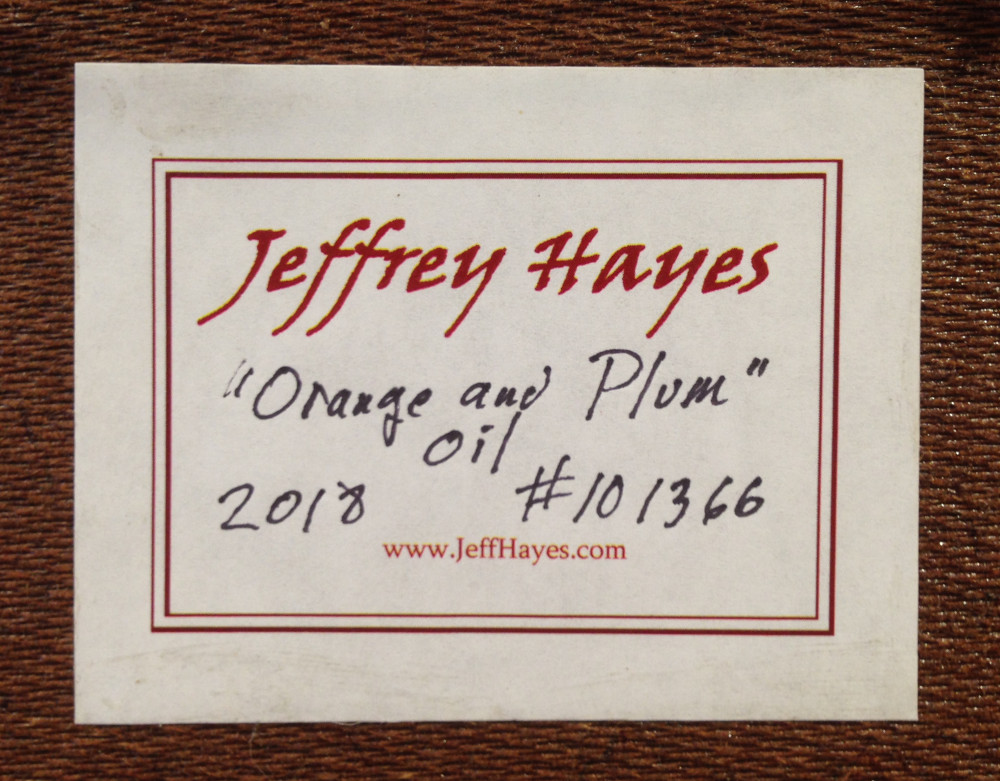 Jeffrey Hayes
"Orange and Plum"
oil
2018 #101366
www.JeffHayes.com